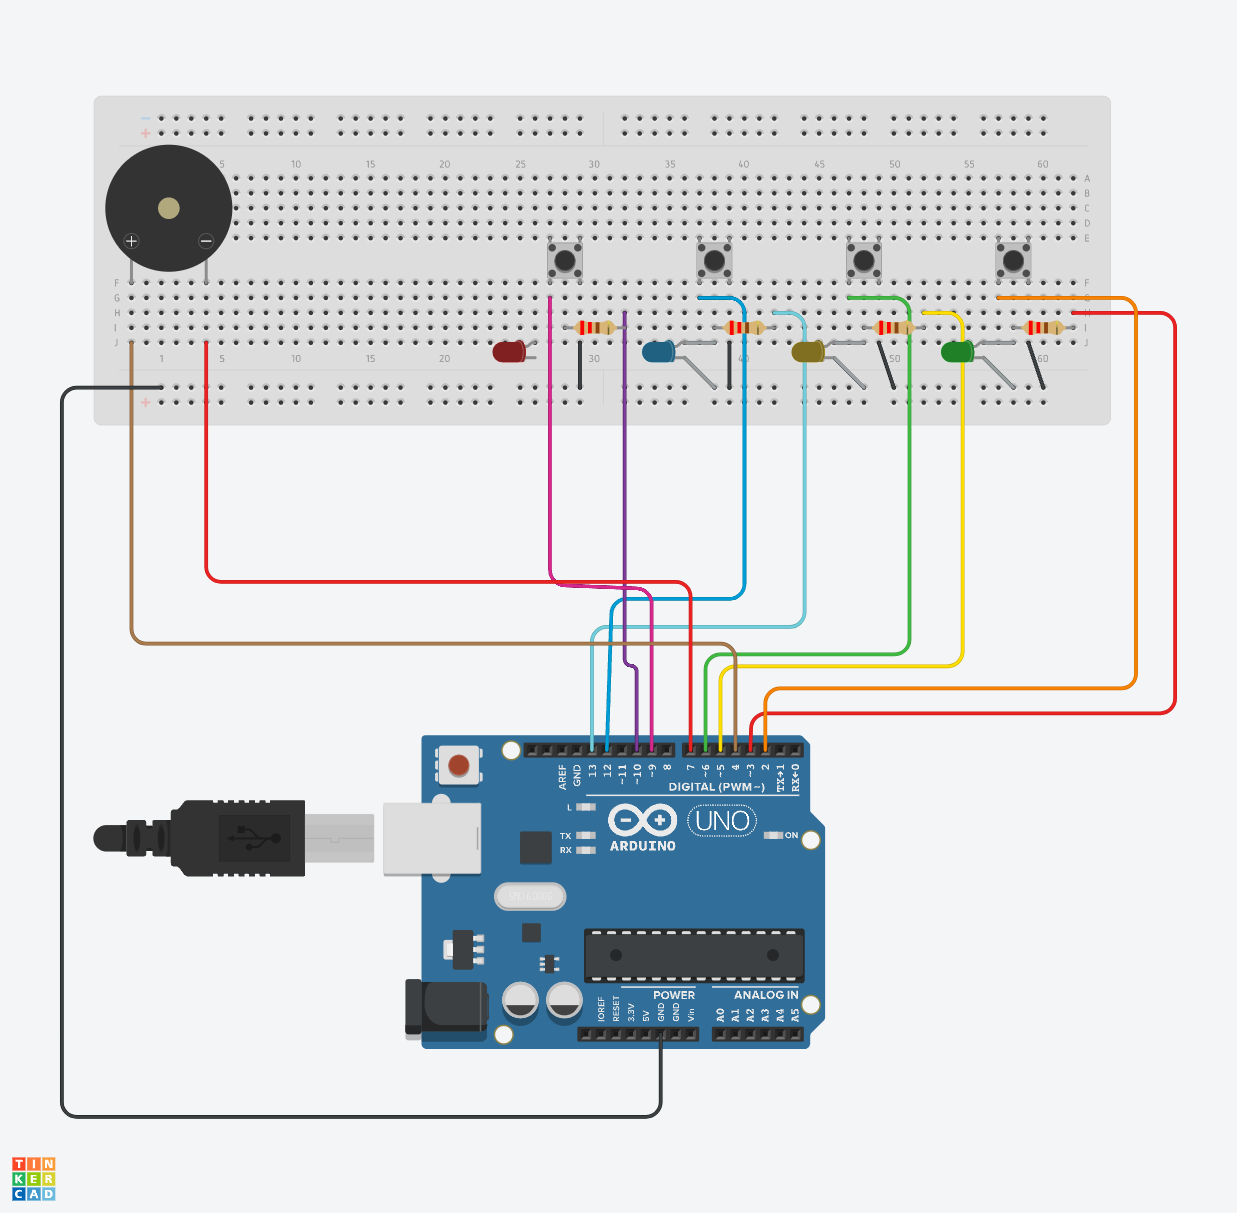 − +
5 10 15 20 25 30 35 40 45 50 55 60
A
B
C
D
E
+ −
F F
G
H H
I I
J J
1 5 10 15 30 40 50 60
+
AREF
GND
13
12
~11
~10
~9
8
7
~6
~5
4
~3
2
TX→1
RX←0
DIGITAL (PWM~)
L
TX
RX
UNO
ON
ARDUINO
POWER
ANALOG IN
IOREF
RESET
3.3V
5V
GND
GND
Vin
A0
A1
A2
A3
A4
A5
TIN
KER
CAD